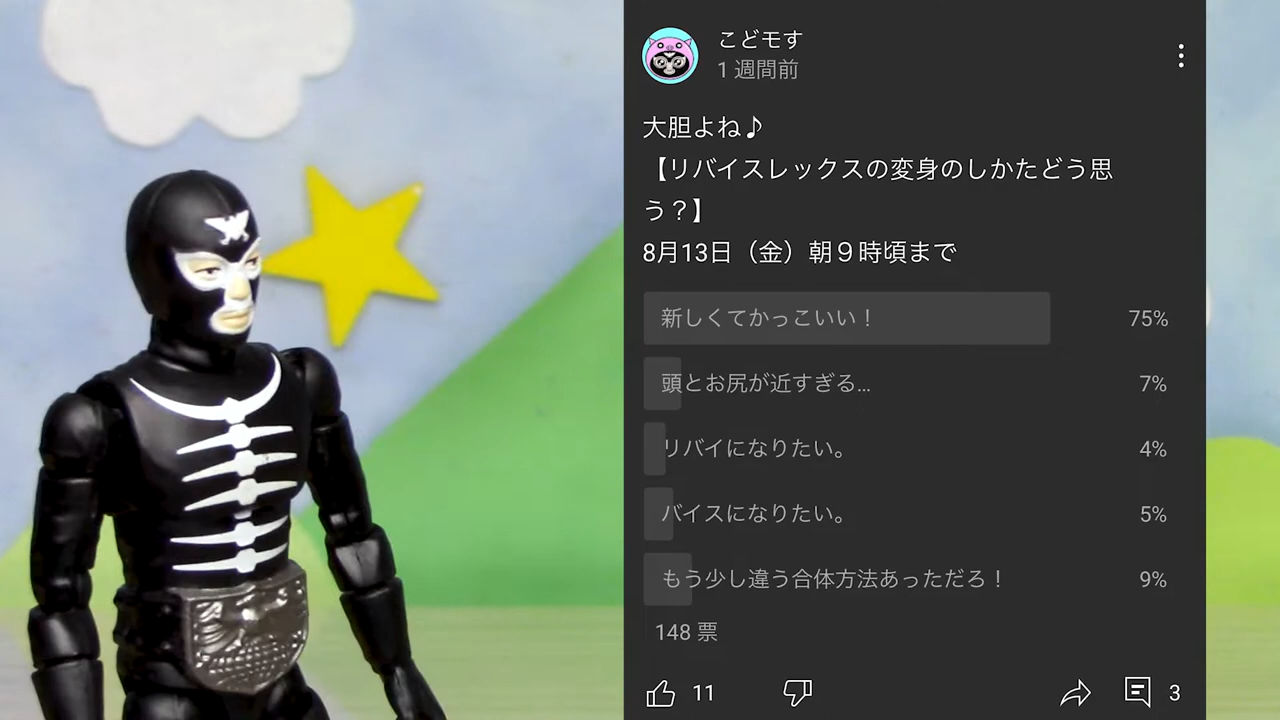 こどモす
1 週間前
大胆よね♪
【リバイスレックスの変身のしかたどう思
う？】
8月13日（金）朝９時頃まで
新しくてかっこいい！ 75%
頭とお尻が近すぎる... 7%
リバイになりたい。 4%
バイスになりたい。 5%
もう少し違う合体方法あっただろ！ 9%
148 票
11 3